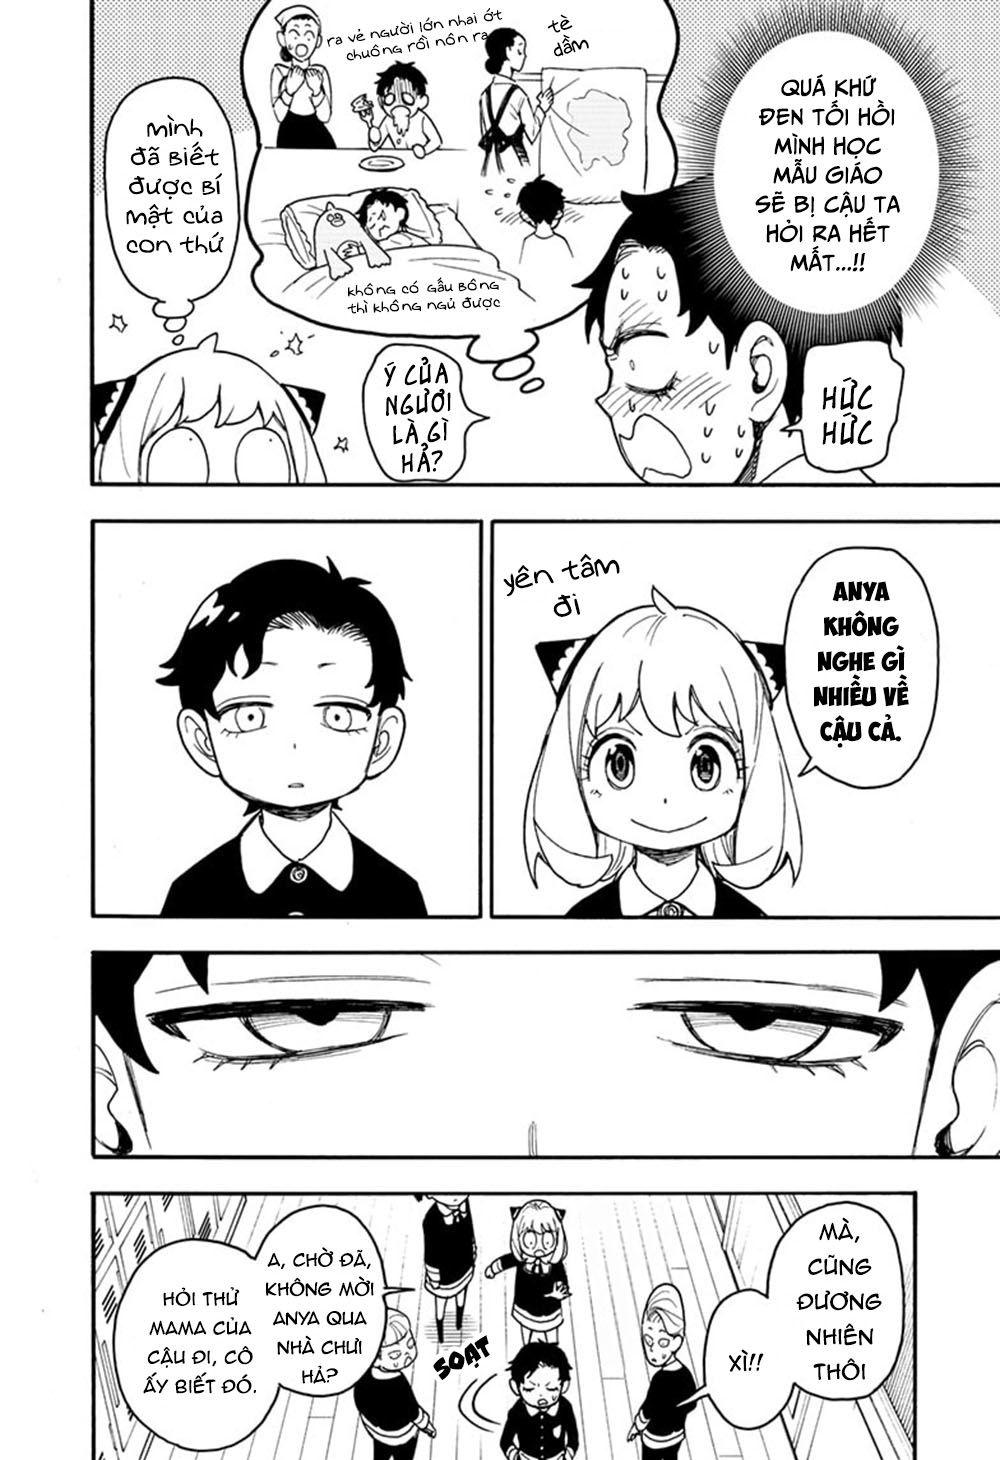 QUÁ KHỨ
ĐEN TỐI HỒI
MÌNH HỌC
MẪU GIÁO
SẼ BỊ CẬU TA
HỎI RA HẾT
MẤT...!!
tè
dầm
ra vẻ người lớn nhai ớt
chuông rồi nôn ra
không có gấu bông
thì không ngủ được
mình
đã biết
được bí
mật của
con thứ
HỨC
HỨC
Ý CỦA
NGƯƠI
LÀ GÌ
HẢ?
yên tâm
đi
ANYA
KHÔNG
NGHE GÌ
NHIỀU VỀ
CẬU CẢ.
MÀ,
CŨNG
ĐƯƠNG
NHIÊN
THÔI
XÌ!!
SOẠT
A, CHỜ ĐÃ,
KHÔNG MỜI
ANYA QUA
NHÀ CHƯI
HẢ?
HỎI THỬ
MAMA CỦA
CẬU ĐI, CÔ
ẤY BIẾT ĐÓ.